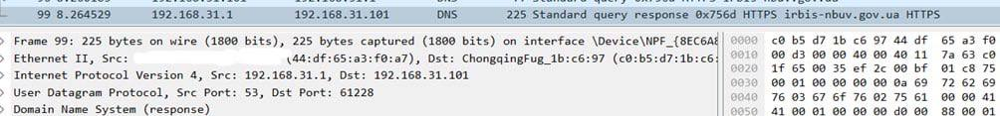 99 8.264529 192.168.31.1 192.168.31.101 DNS 225 Standard query response 0x756d HTTPS irbis-nbuv.gov.ua HTTPS
Frame 99: 225 bytes on wire (1800 bits), 225 bytes captured (1800 bits) on interface \Device\NPF_{8EC6A8
Ethernet II, Src: (44:df:65:a3:f0:a7), Dst: ChongqingFug_1b:c6:97 (c0:b5:d7:1b:c6:
Internet Protocol Version 4, Src: 192.168.31.1, Dst: 192.168.31.101
User Datagram Protocol, Src Port: 53, Dst Port: 61228
Domain Name System (response)
0000 c0 b5 d7 1b c6 97 44 df 65 a3 f0
0010 00 d3 00 00 40 00 40 11 7a 63 c0
0020 1f 65 00 35 ef 2c 00 bf 01 c8 75
0030 00 01 00 00 00 00 0a 69 72 62 69
0040 76 03 67 6f 76 02 75 61 00 00 41
0050 41 00 01 00 00 00 d0 00 88 00 01